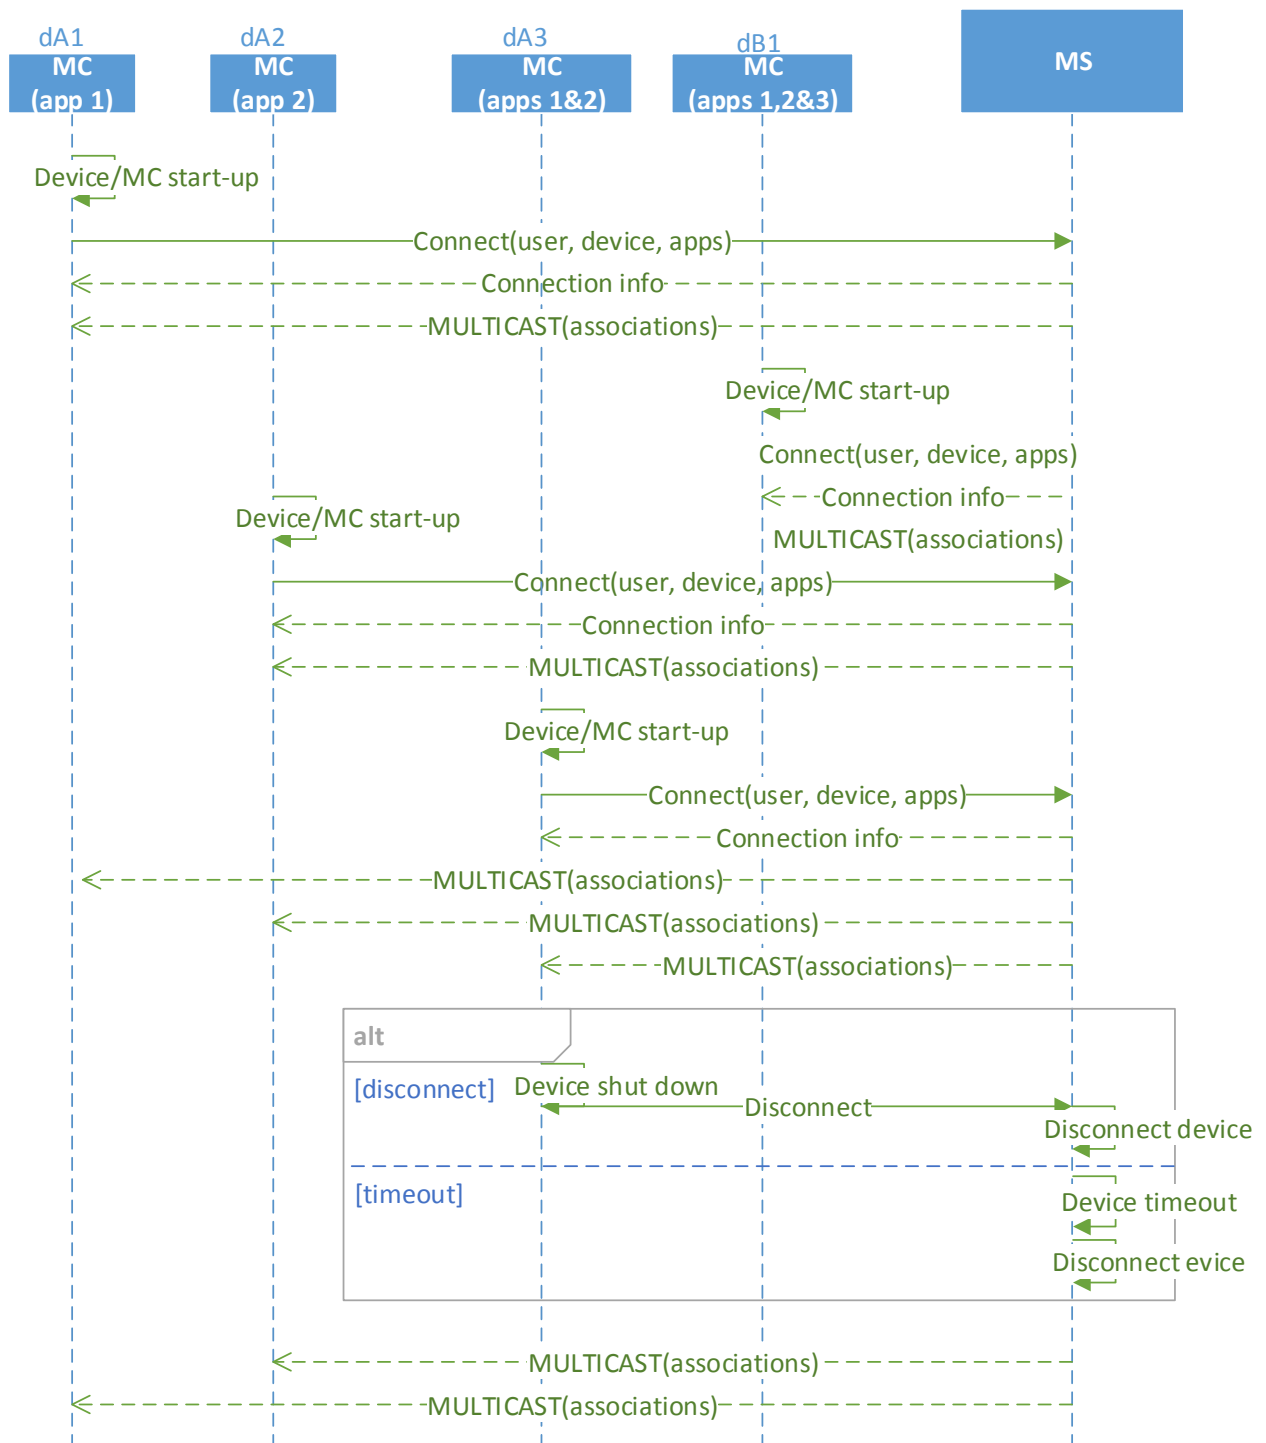 dA1
dA2
dA3
dB1
MC
(app 1)
MC
(app 2)
MC
(apps 1&2)
MC
(apps 1,2&3)
MS
Device/MC start-up
Connect(user, device, apps)
Connection info
MULTICAST(associations)
Device/MC start-up
Connect(user, device, apps)
Connection info
Device/MC start-up
MULTICAST(associations)
Connect(user, device, apps)
Connection info
MULTICAST(associations)
Device/MC start-up
Connect(user, device, apps)
Connection info
MULTICAST(associations)
MULTICAST(associations)
MULTICAST(associations)
alt
[disconnect]
Device shut down
Disconnect
Disconnect device
[timeout]
Device timeout
Disconnect evice
MULTICAST(associations)
MULTICAST(associations)